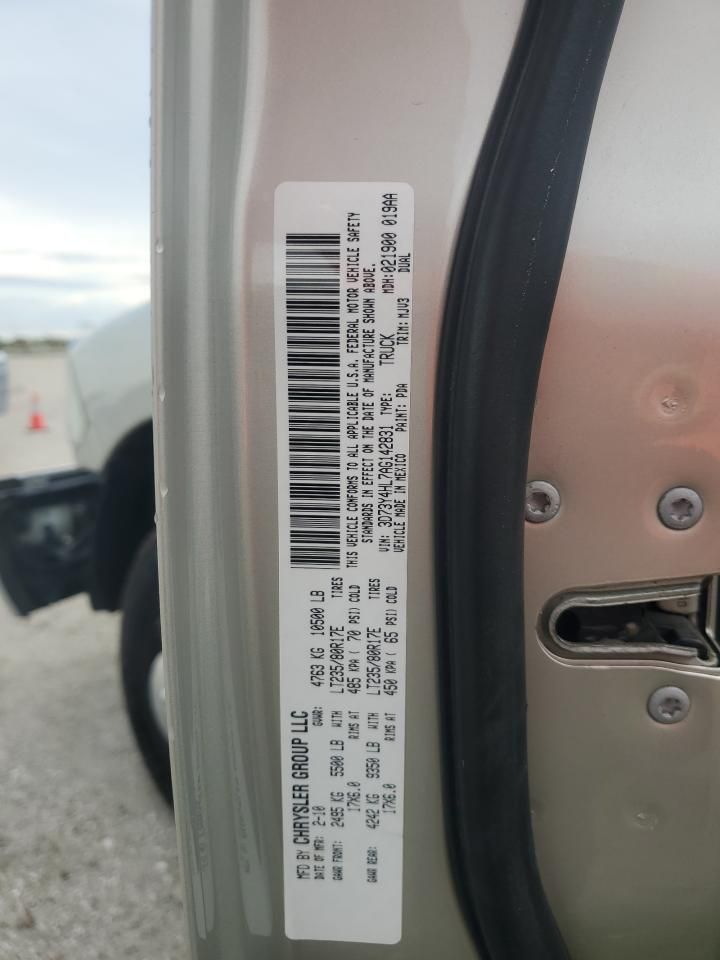 MFD BY CHRYSLER GROUP LLC
DATE OF MFR: 2-10 GVWR: 4763 KG 10500 LB
GAWR FRONT: 2495 KG 5500 LB WITH LT235/80R17E TIRES
17X6.0 RIMS AT 485 KPA ( 70 PSI) COLD
GAWR REAR: 4242 KG 9350 LB WITH LT235/80R17E TIRES
17X6.0 RIMS AT 450 KPA ( 65 PSI) COLD
THIS VEHICLE CONFORMS TO ALL APPLICABLE U.S.A. FEDERAL MOTOR VEHICLE SAFETY
STANDARDS IN EFFECT ON THE DATE OF MANUFACTURE SHOWN ABOVE.
VIN: 3D73Y4HL7AG142831 TYPE: TRUCK MDH:021900 019AA
VEHICLE MADE IN MEXICO PAINT: PDA TRIM: MJV3 DUAL